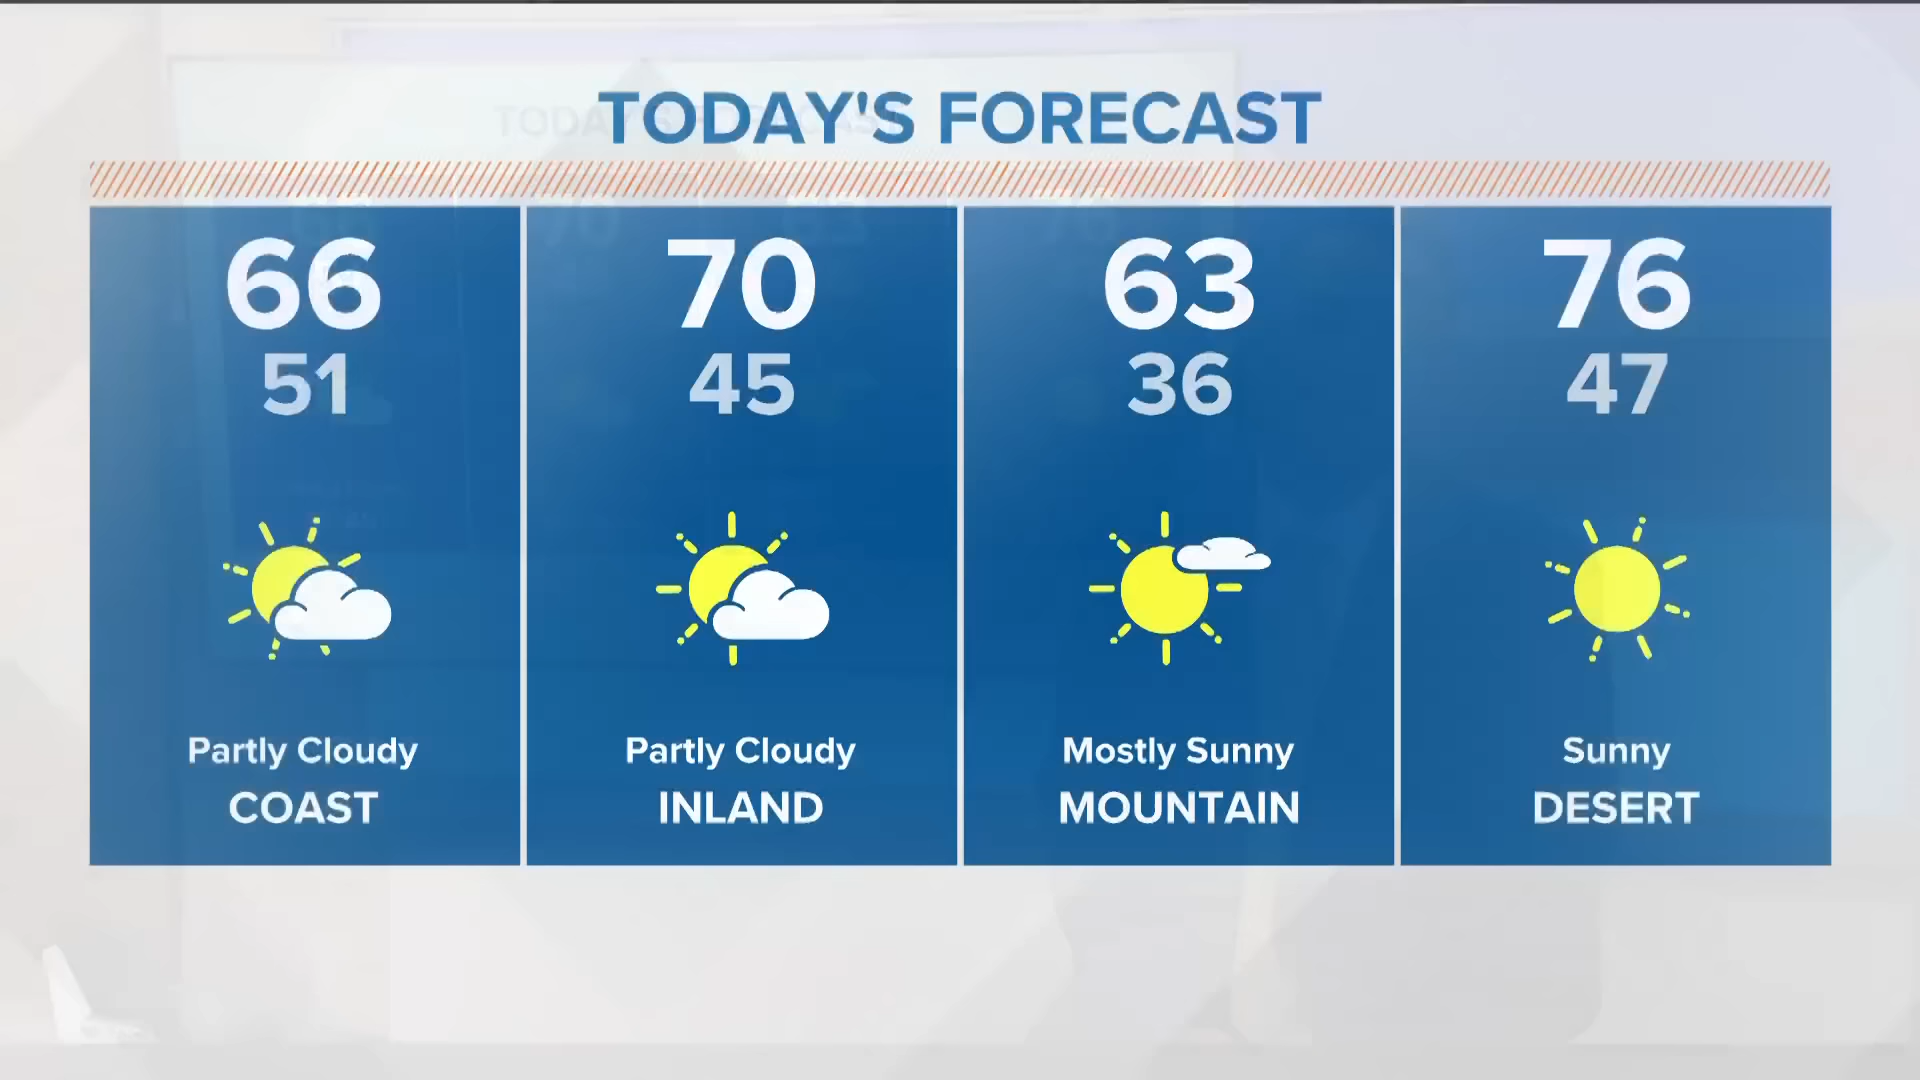 TODAY'S FORECAST
66 70 63 76
51 45 36 47
Partly Cloudy Partly Cloudy Mostly Sunny Sunny
COAST INLAND MOUNTAIN DESERT